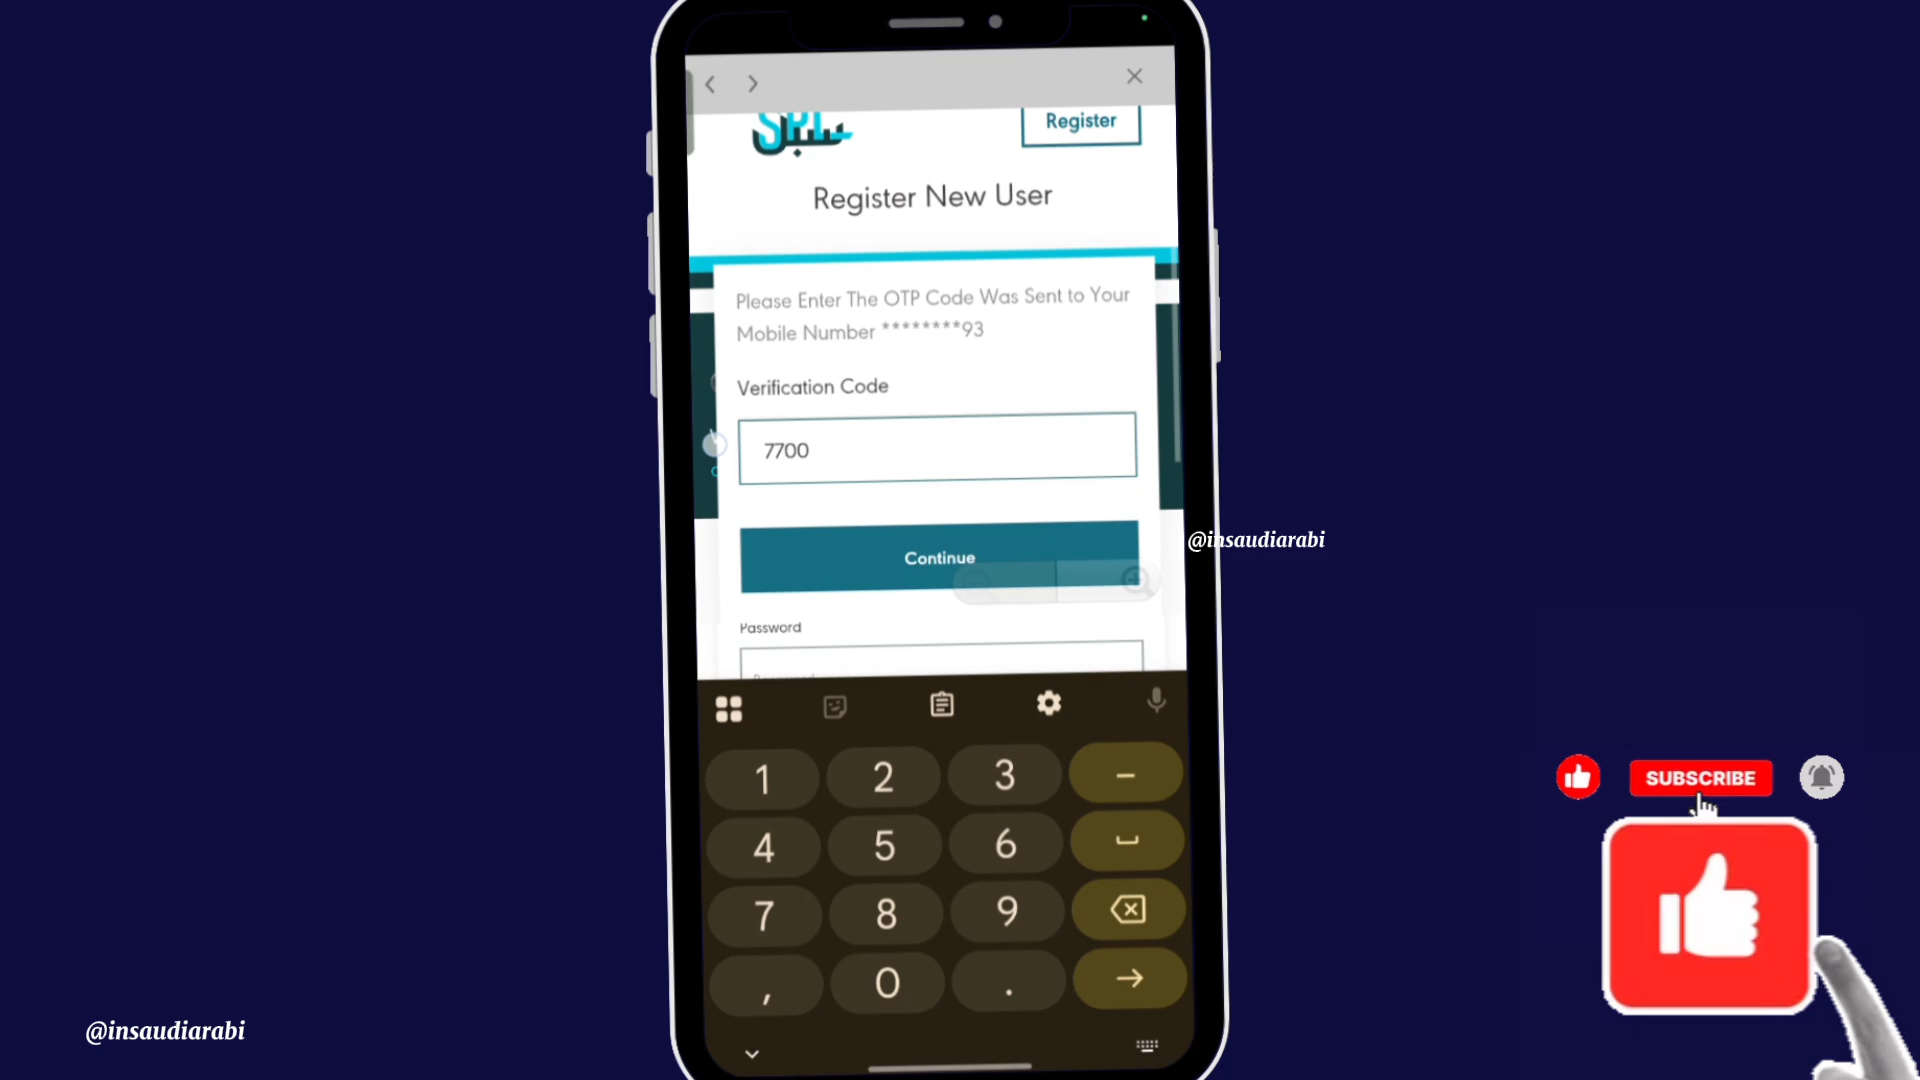 SPL
سبل
Register
Register New User
Please Enter The OTP Code Was Sent to Your
Mobile Number ********93
Verification Code
7700
Continue
Password
1 2 3 –
4 5 6
7 8 9
, 0 .
@insaudiarabi
SUBSCRIBE
@insaudiarabi